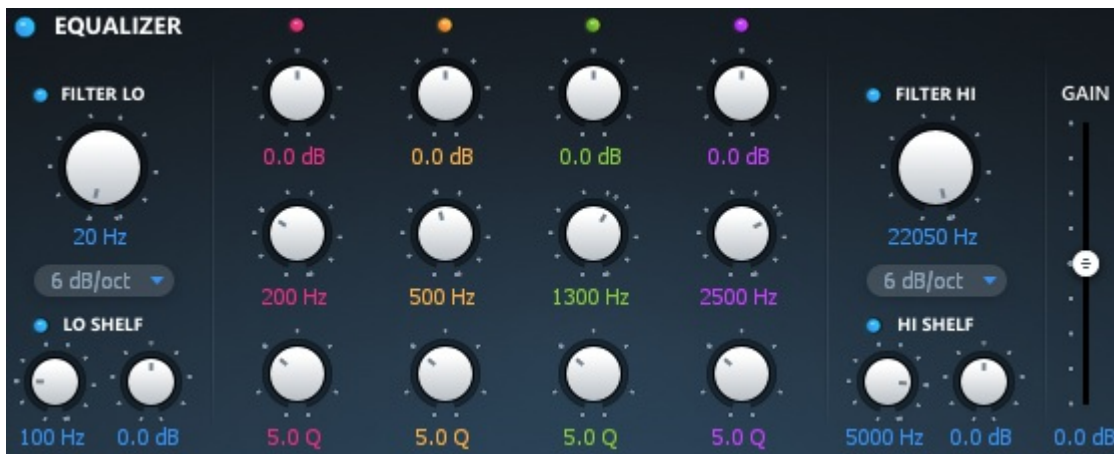 EQUALIZER
FILTER LO
FILTER HI
GAIN
0.0 dB 0.0 dB 0.0 dB 0.0 dB
20 Hz
22050 Hz
6 dB/oct
6 dB/oct
200 Hz 500 Hz 1300 Hz 2500 Hz
LO SHELF
HI SHELF
100 Hz 0.0 dB 5.0 Q 5.0 Q 5.0 Q 5.0 Q 5000 Hz 0.0 dB 0.0 dB